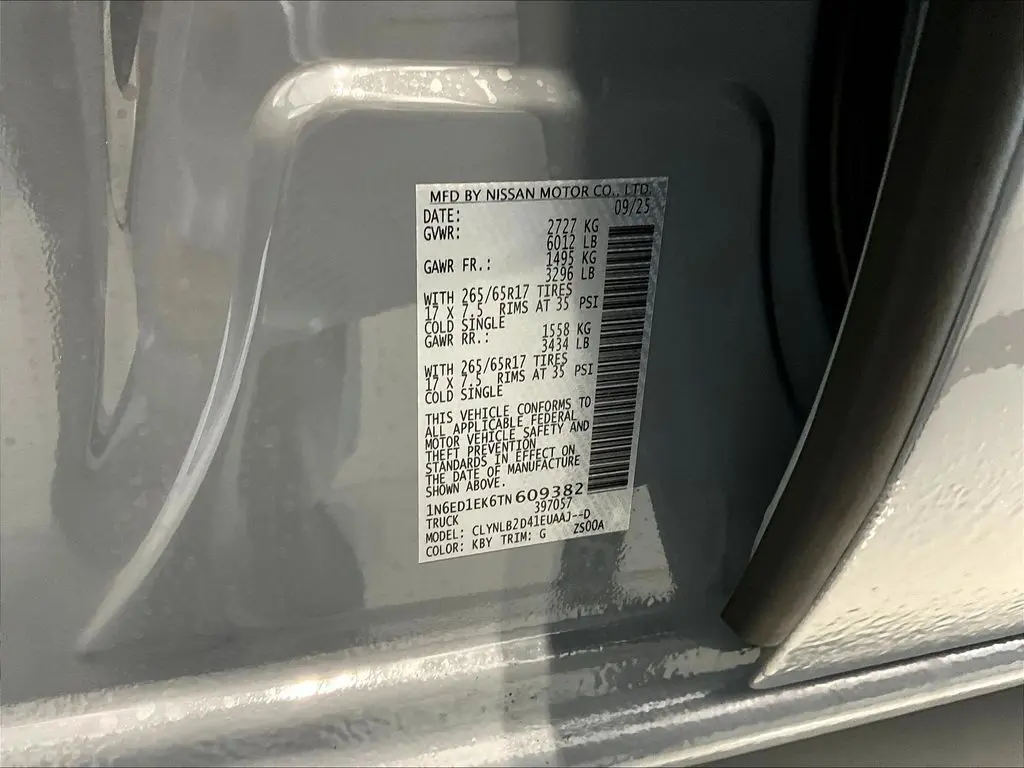 MFD BY NISSAN MOTOR CO., LTD.
DATE: 09/25
GVWR: 2727 KG
6012 LB
GAWR FR.: 1495 KG
3296 LB
WITH 265/65R17 TIRES
17 X 7.5 RIMS AT 35 PSI
COLD SINGLE
GAWR RR.: 1558 KG
3434 LB
WITH 265/65R17 TIRES
17 X 7.5 RIMS AT 35 PSI
COLD SINGLE
THIS VEHICLE CONFORMS TO
ALL APPLICABLE FEDERAL
MOTOR VEHICLE SAFETY AND
THEFT PREVENTION
STANDARDS IN EFFECT ON
THE DATE OF MANUFACTURE
SHOWN ABOVE.
1N6ED1EK6TN609382
TRUCK 397057
MODEL: CLYNLB2D41EUAAJ--D
COLOR: KBY TRIM: G ZS00A